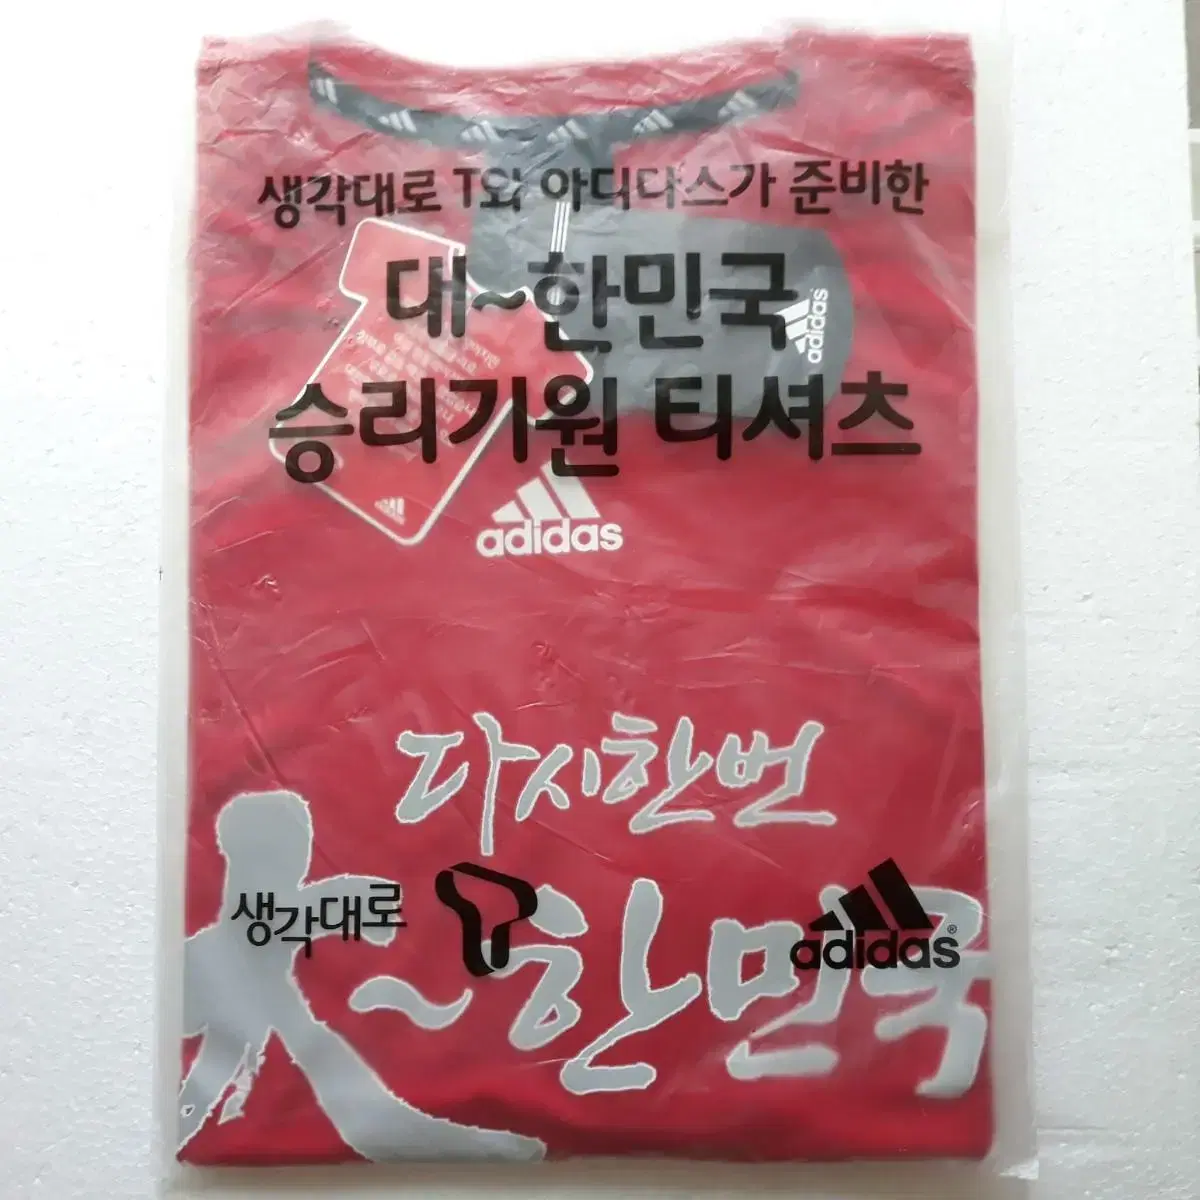 생각대로 T와 아디다스가 준비한
대~한민국
adidas
승리기원 티셔츠
adidas
다시한번
생각대로 T adidas®
大~한민국